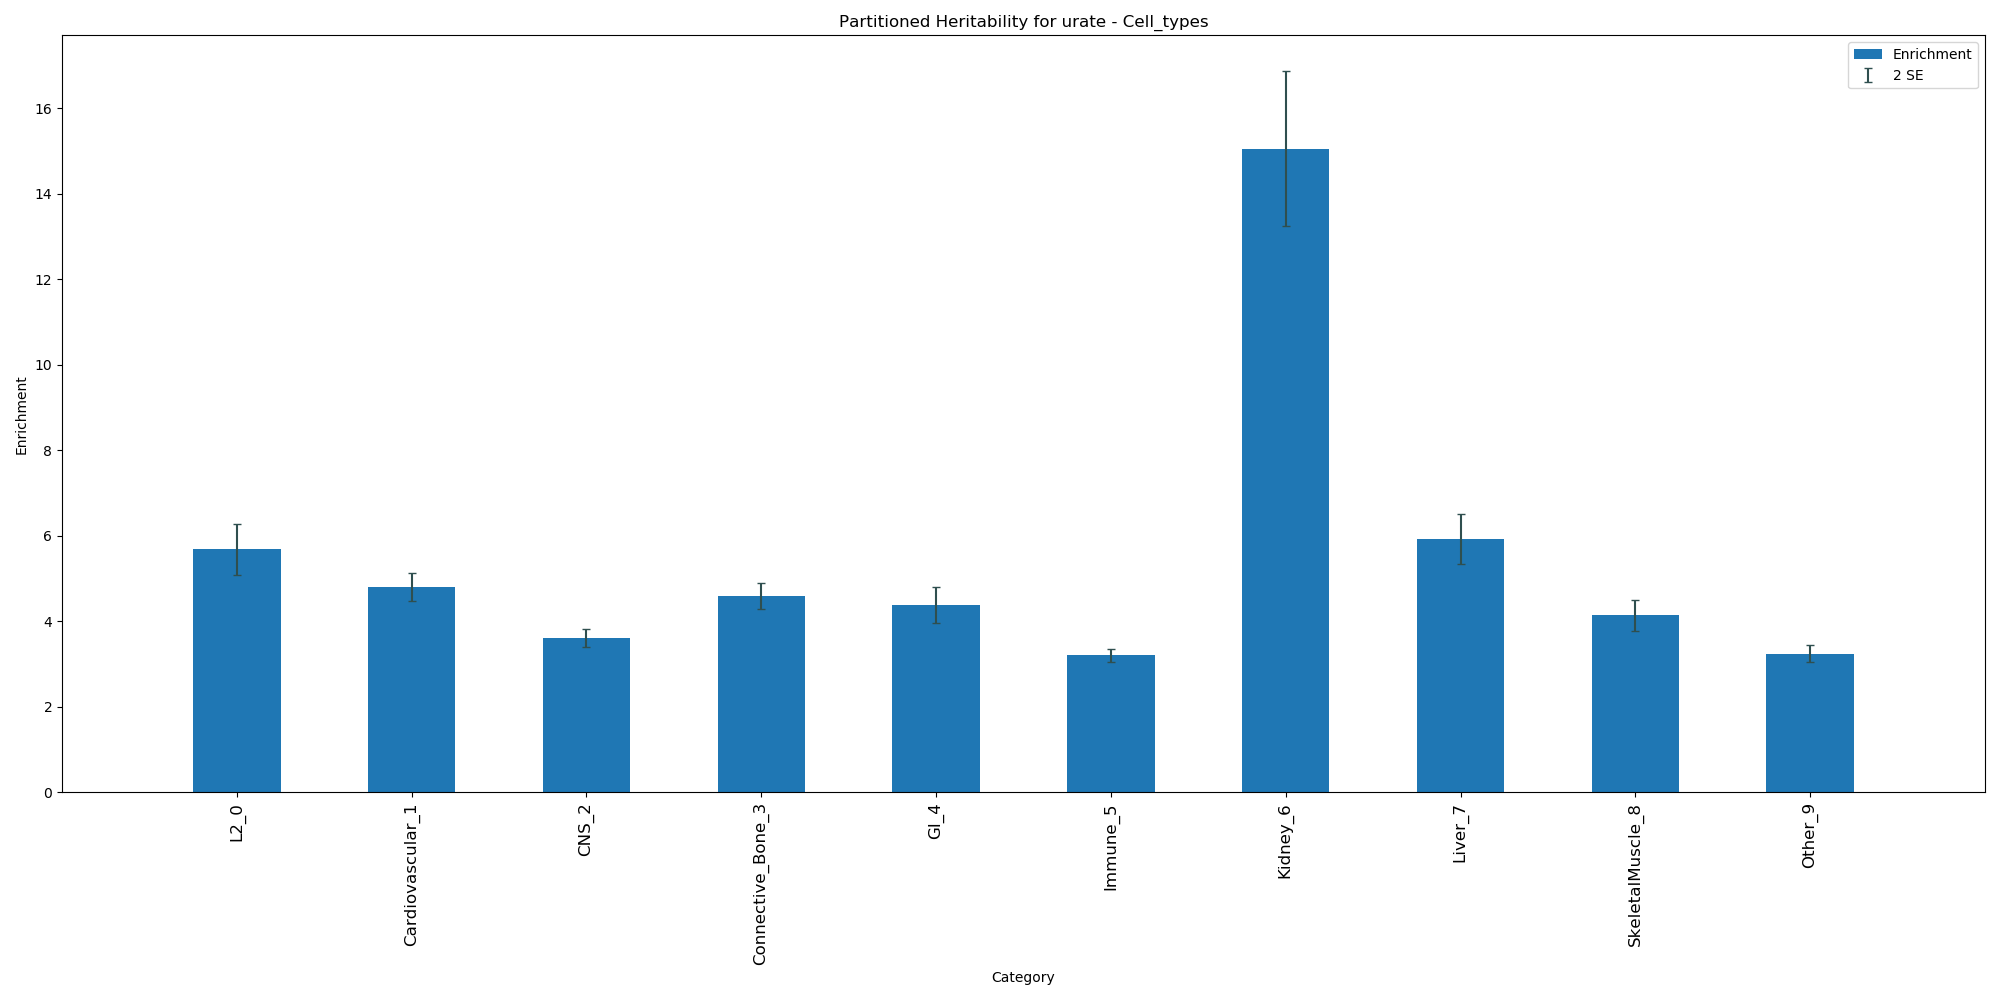 Partitioned Heritability for urate - Cell_types
Enrichment
2 SE
16
14
12
10
8
6
4
2
0
Enrichment
L2_0
Cardiovascular_1
CNS_2
Connective_Bone_3
GI_4
Immune_5
Kidney_6
Liver_7
SkeletalMuscle_8
Other_9
Category